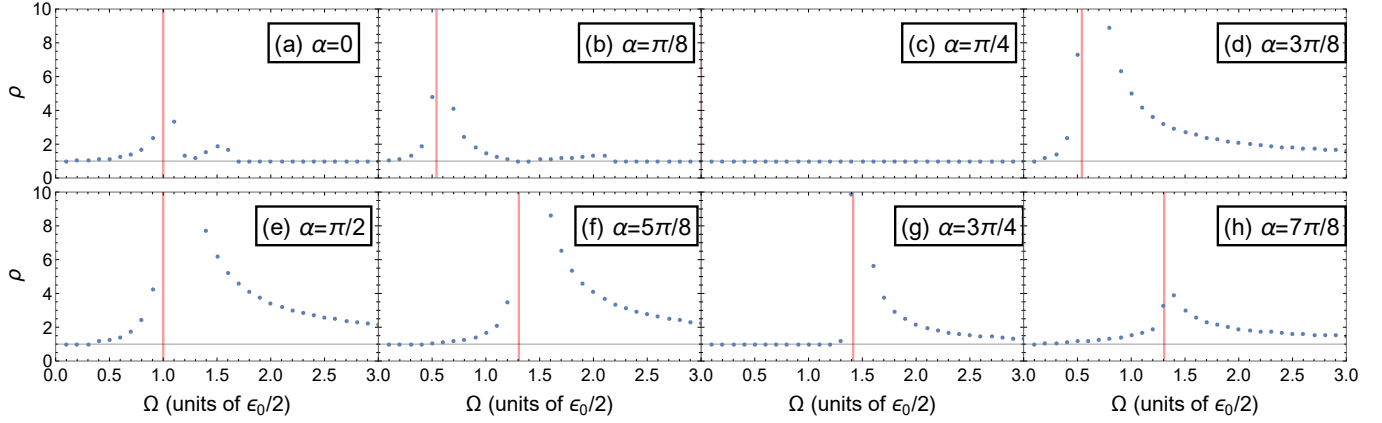 10
8
6
4
2
0
ρ
(a) α=0
(b) α=π/8
(c) α=π/4
(d) α=3π/8
10
8
6
4
2
0
ρ
(e) α=π/2
(f) α=5π/8
(g) α=3π/4
(h) α=7π/8
0.0 0.5 1.0 1.5 2.0 2.5 3.0 0.5 1.0 1.5 2.0 2.5 3.0 0.5 1.0 1.5 2.0 2.5 3.0 0.5 1.0 1.5 2.0 2.5 3.0
Ω (units of ϵ₀/2) Ω (units of ϵ₀/2) Ω (units of ϵ₀/2) Ω (units of ϵ₀/2)